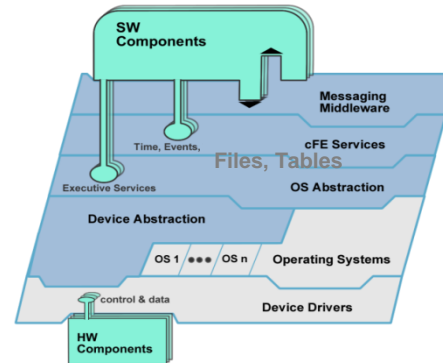 SW
Components
Messaging
Middleware
Time, Events,
cFE Services
Files, Tables
Executive Services
OS Abstraction
Device Abstraction
OS 1 ●●● OS n
Operating Systems
control & data
Device Drivers
HW
Components